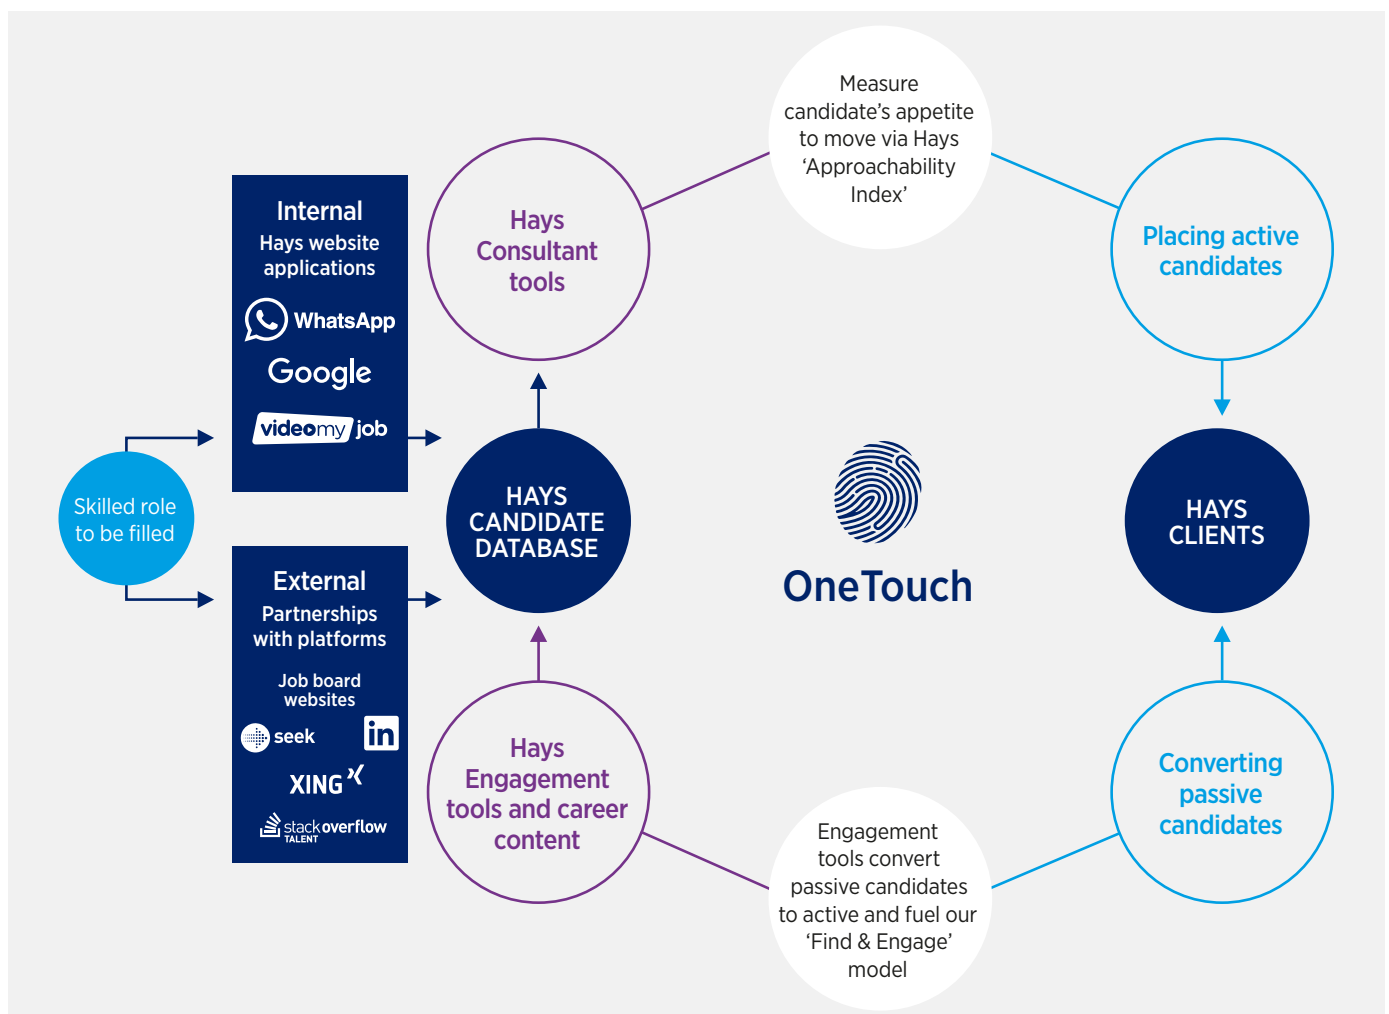 Measure
candidate’s appetite
to move via Hays
‘Approachability
Index’
Internal
Hays website
applications
WhatsApp
Google
videomyjob
Hays
Consultant
tools
Placing active
candidates
Skilled role
to be filled
HAYS
CANDIDATE
DATABASE
OneTouch
HAYS
CLIENTS
External
Partnerships
with platforms
Job board
websites
seek
in
XING
stackoverflow
TALENT
Hays
Engagement
tools and career
content
Engagement
tools convert
passive candidates
to active and fuel our
‘Find & Engage’
model
Converting
passive
candidates